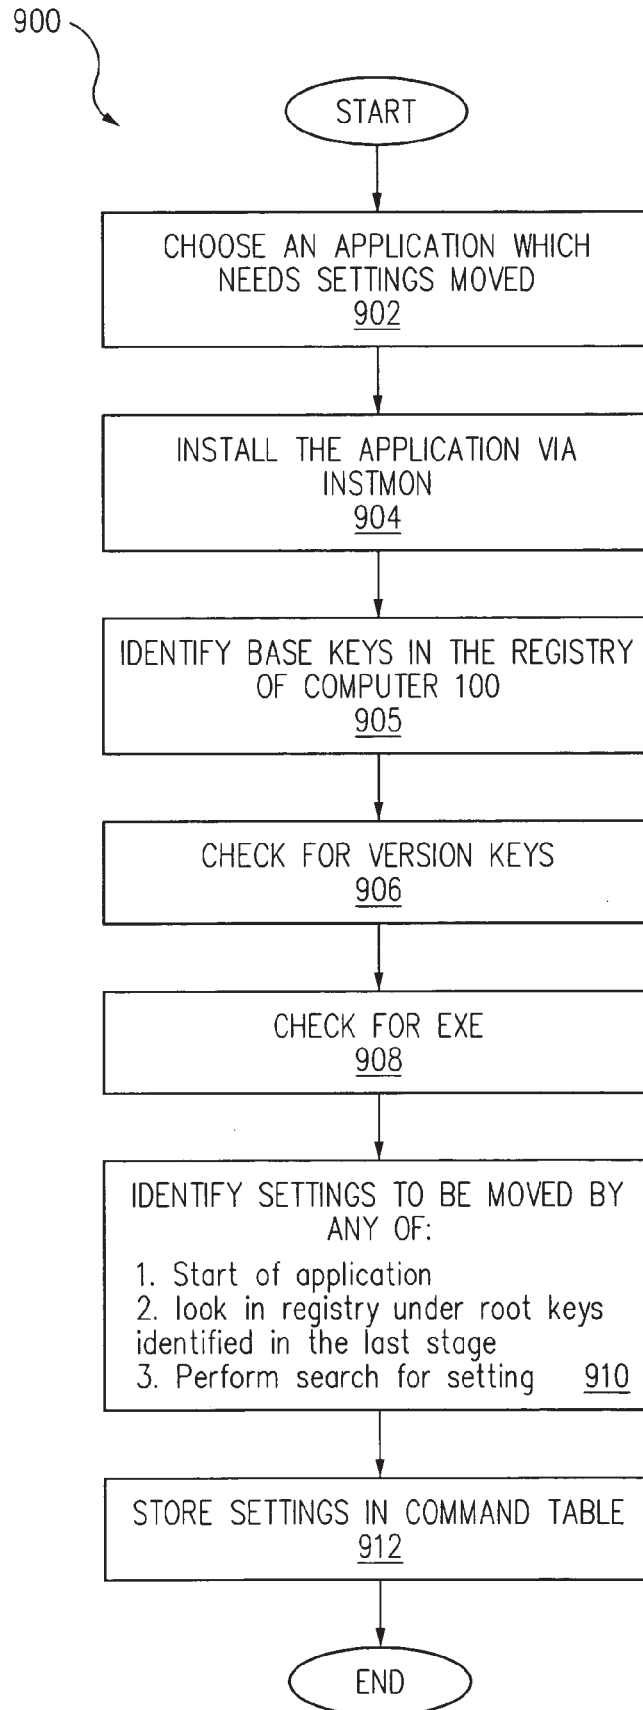 900
START
CHOOSE AN APPLICATION WHICH
NEEDS SETTINGS MOVED
902
INSTALL THE APPLICATION VIA
INSTMON
904
IDENTIFY BASE KEYS IN THE REGISTRY
OF COMPUTER 100
905
CHECK FOR VERSION KEYS
906
CHECK FOR EXE
908
IDENTIFY SETTINGS TO BE MOVED BY
ANY OF:
1. Start of application
2. look in registry under root keys
identified in the last stage
3. Perform search for setting 910
STORE SETTINGS IN COMMAND TABLE
912
END